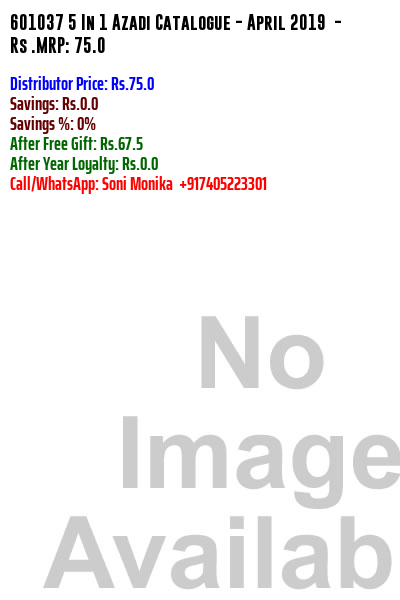 601037 5 In 1 Azadi Catalogue - April 2019 -
Rs .MRP: 75.0
Distributor Price: Rs.75.0
Savings: Rs.0.0
Savings %: 0%
After Free Gift: Rs.67.5
After Year Loyalty: Rs.0.0
Call/WhatsApp: Soni Monika +917405223301
No
Image
Availab